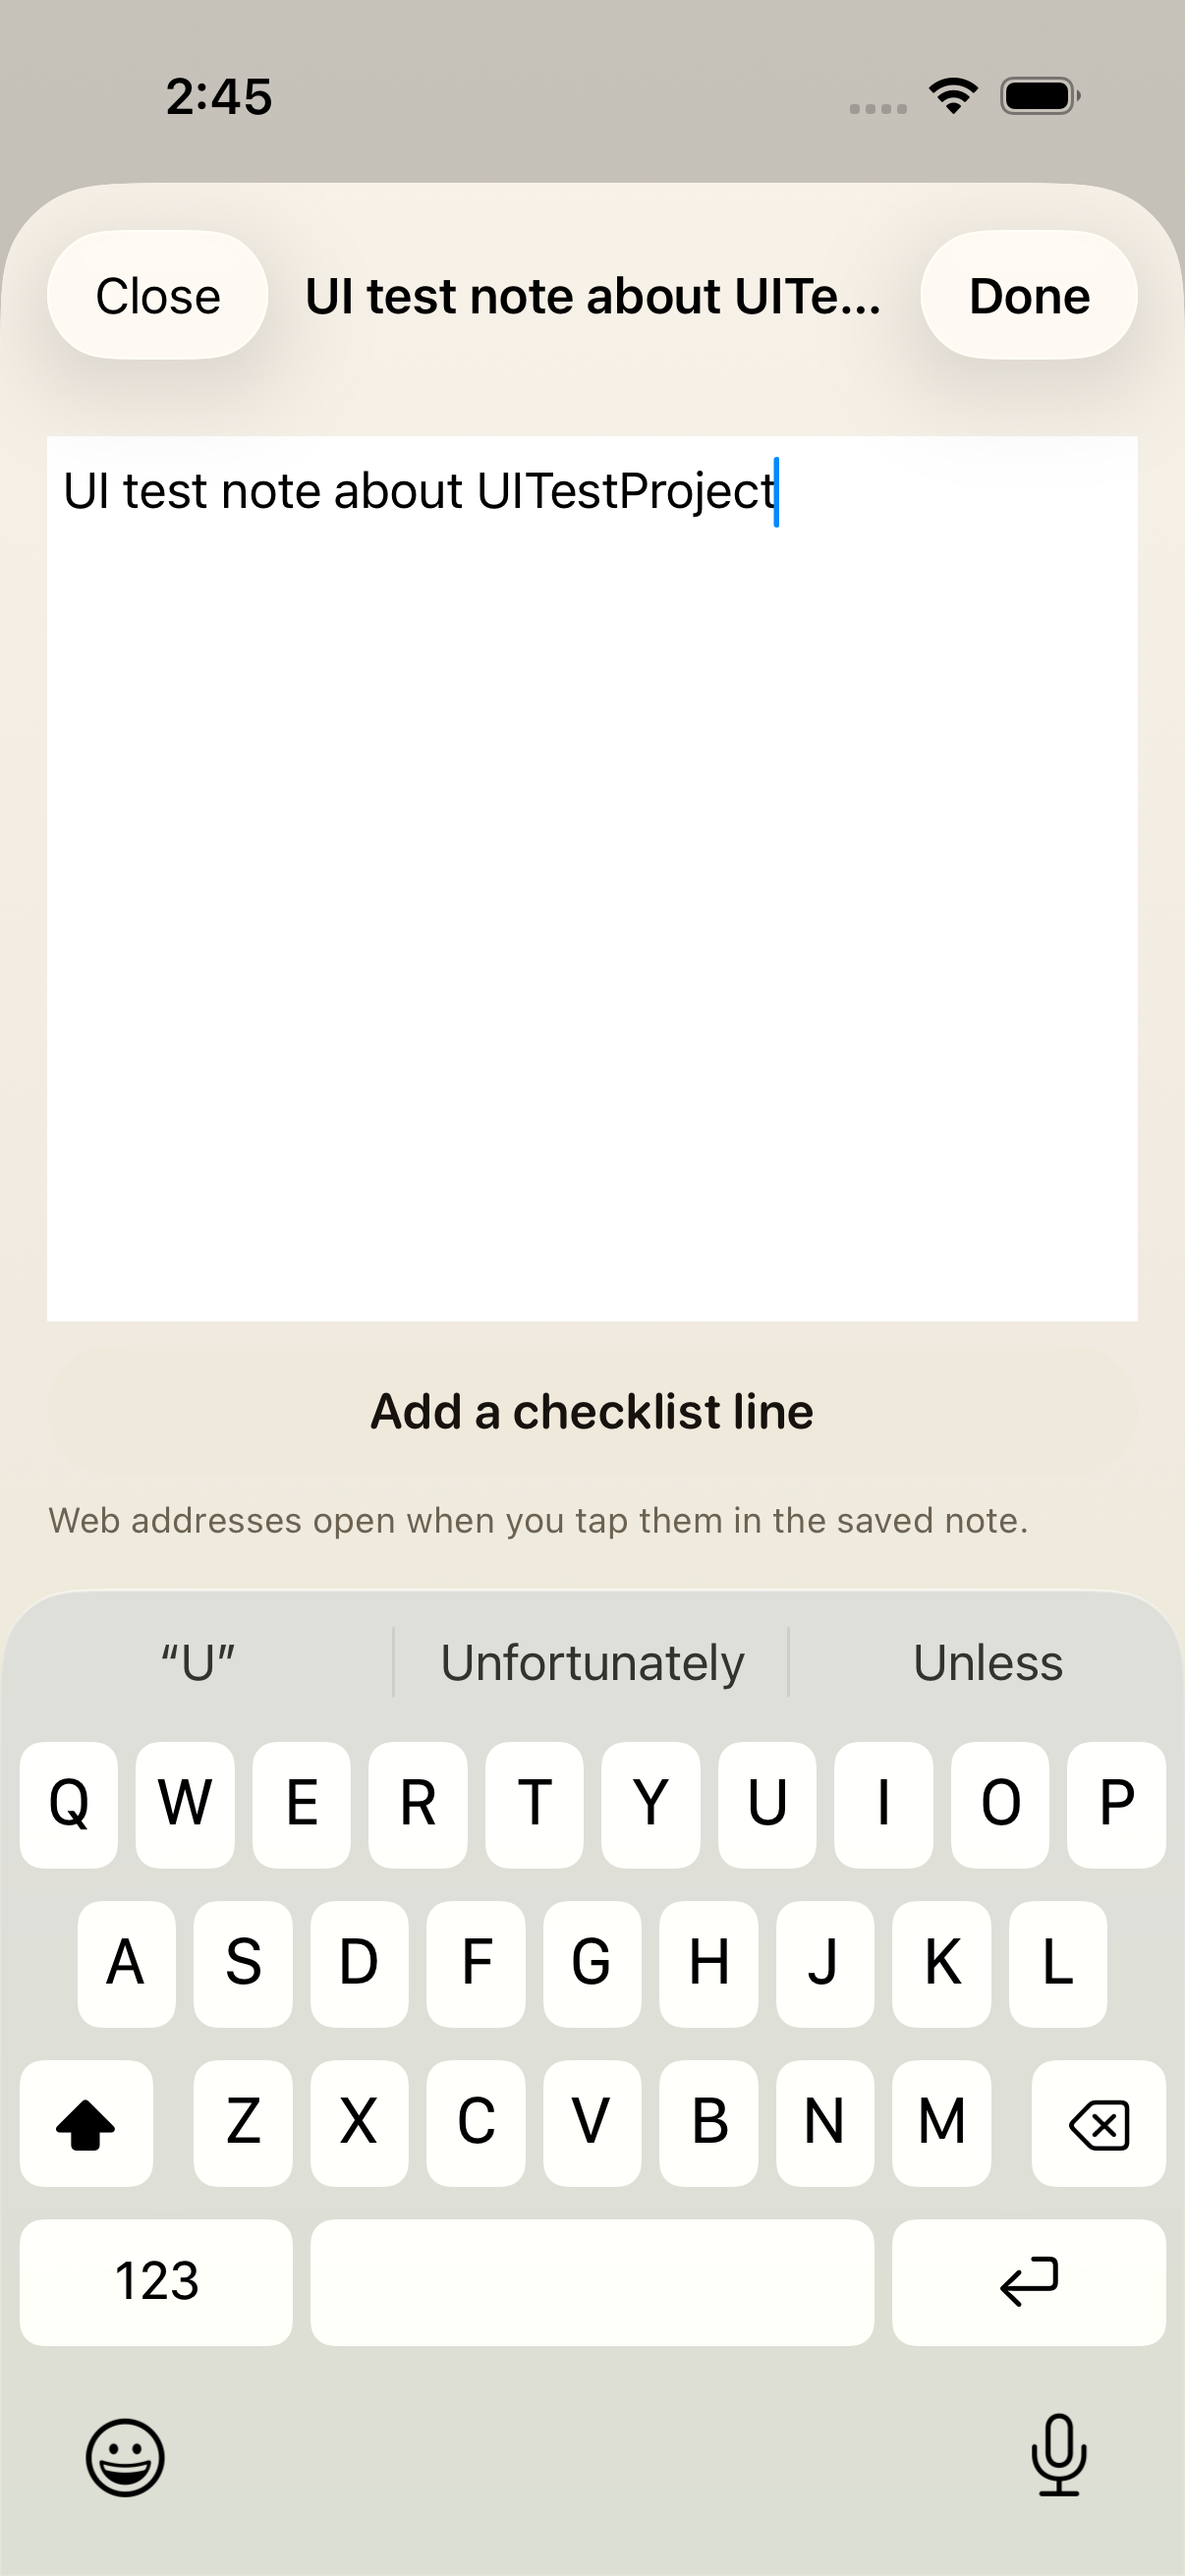 2:45
Close
UI test note about UITe...
Done
UI test note about UITestProject
Add a checklist line
Web addresses open when you tap them in the saved note.
“U”
Unfortunately
Unless
Q W E R T Y U I O P
A S D F G H J K L
Z X C V B N M
123